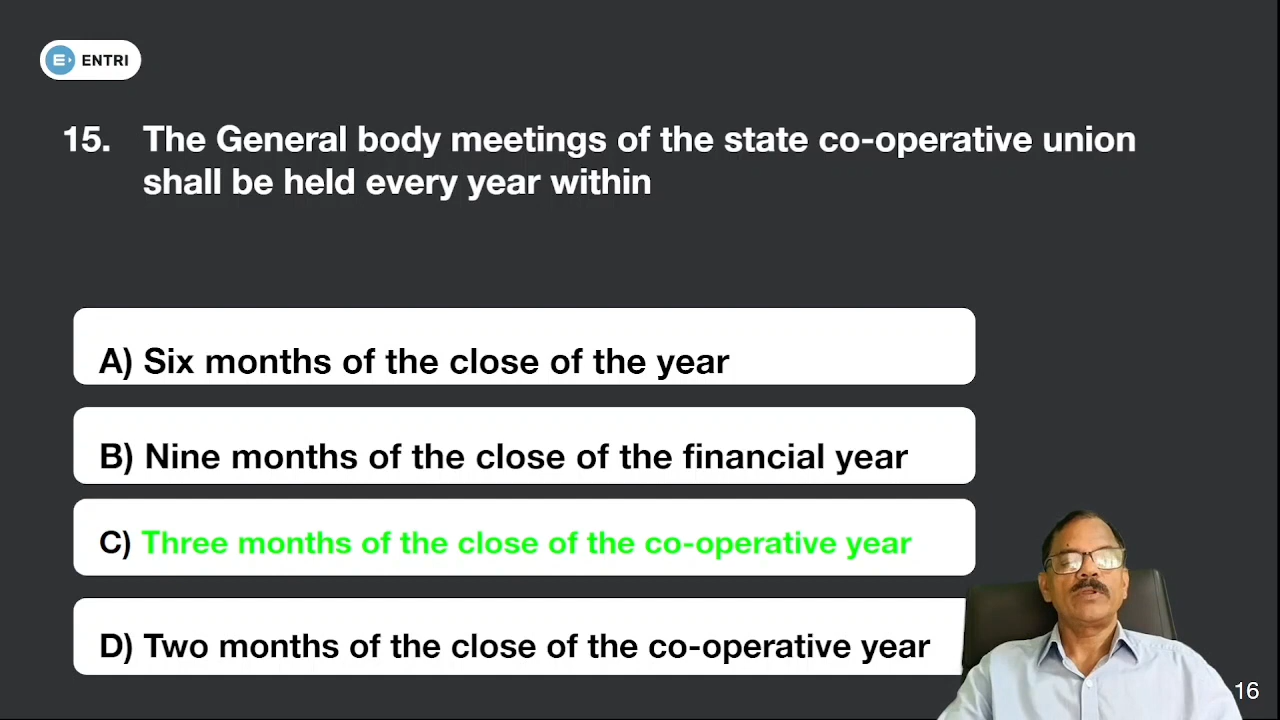 ENTRI
15. The General body meetings of the state co-operative union
shall be held every year within
A) Six months of the close of the year
B) Nine months of the close of the financial year
C) Three months of the close of the co-operative year
D) Two months of the close of the co-operative year
16